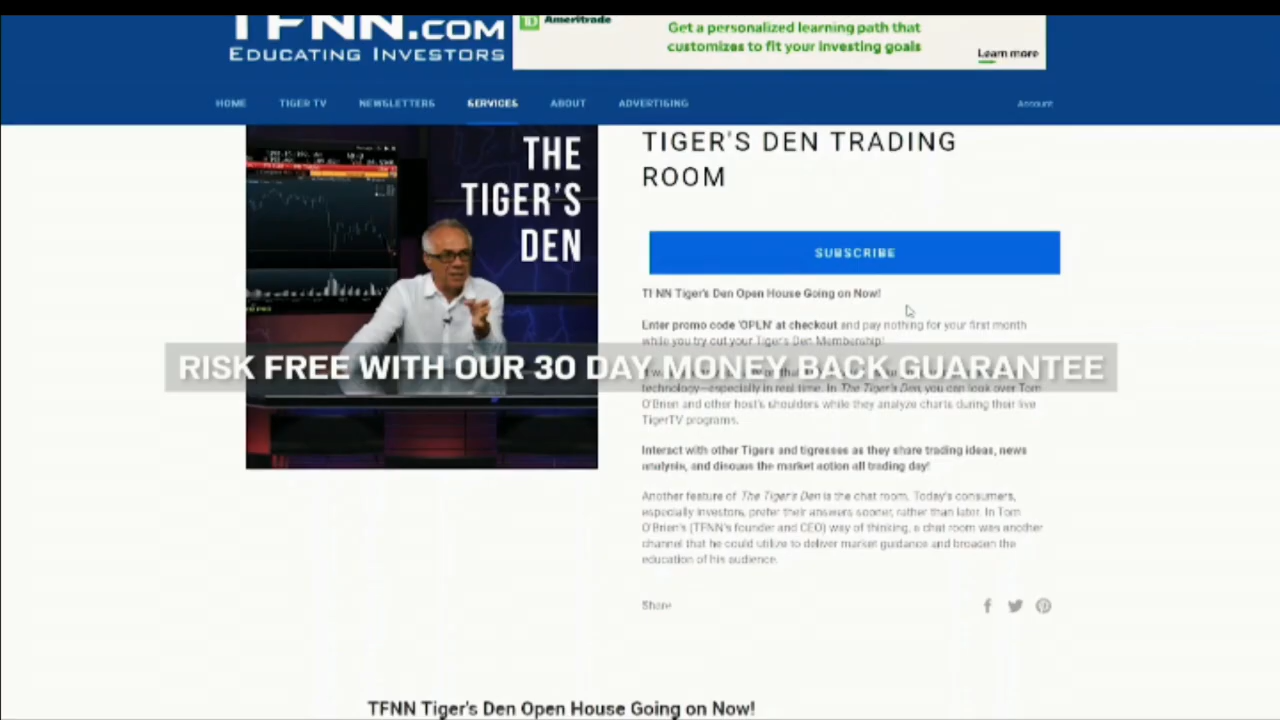 TFNN.COM
EDUCATING INVESTORS
Ameritrade
Get a personalized learning path that
customizes to fit your investing goals
Learn more
HOME TIGER TV NEWSLETTERS SERVICES ABOUT ADVERTISING Account
THE
TIGER'S
DEN
TIGER'S DEN TRADING
ROOM
SUBSCRIBE
TFNN Tiger's Den Open House Going on Now!
Enter promo code 'OPEN' at checkout and pay nothing for your first month
while you try out your Tiger's Den Membership!
RISK FREE WITH OUR 30 DAY MONEY BACK GUARANTEE
technology—especially in real time. In The Tiger's Den, you can look over Tom
O'Brien and other host's shoulders while they analyze charts during their live
TigerTV programs.
Interact with other Tigers and tigresses as they share trading ideas, news
analysis, and discuss the market action all trading day!
Another feature of The Tiger's Den is the chat room. Today's consumers,
especially investors, prefer their answers sooner, rather than later. In Tom
O'Brien's (TFNN's founder and CEO) way of thinking, a chat room was another
channel that he could utilize to deliver market guidance and broaden the
education of his audience.
Share
TFNN Tiger's Den Open House Going on Now!